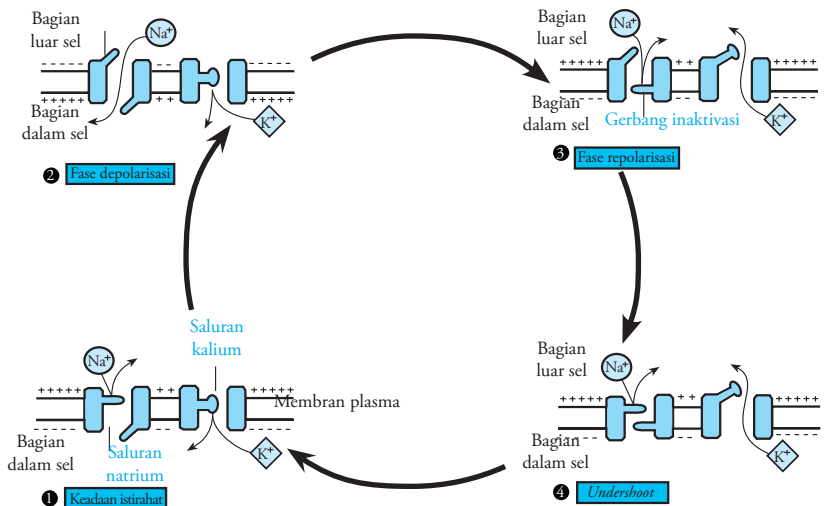 Bagian
luar sel
Na+
Bagian
dalam sel
K+
2 Fase depolarisasi
Bagian
luar sel
Na+
Bagian
dalam sel
Gerbang inaktivasi
K+
3 Fase repolarisasi
Saluran
kalium
Na+
Membran plasma
Bagian
dalam sel
Saluran
natrium
K+
1 Keadaan istirahat
Bagian
luar sel
Na+
Bagian
dalam sel
K+
4 Undershoot